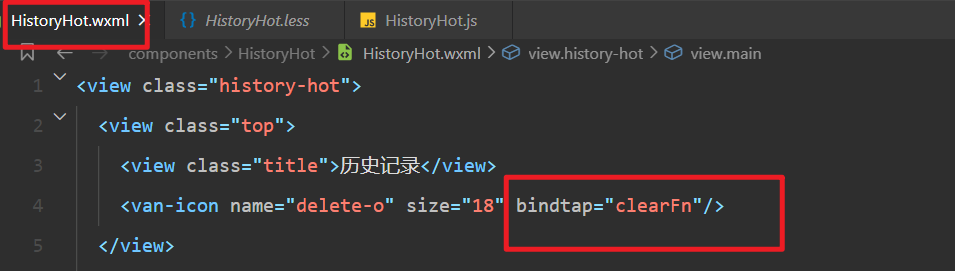 HistoryHot.wxml HistoryHot.less JS HistoryHot.js
components > HistoryHot > HistoryHot.wxml > view.history-hot > view.main
1 <view class="history-hot">
2 <view class="top">
3 <view class="title">历史记录</view>
4 <van-icon name="delete-o" size="18" bindtap="clearFn"/>
5 </view>